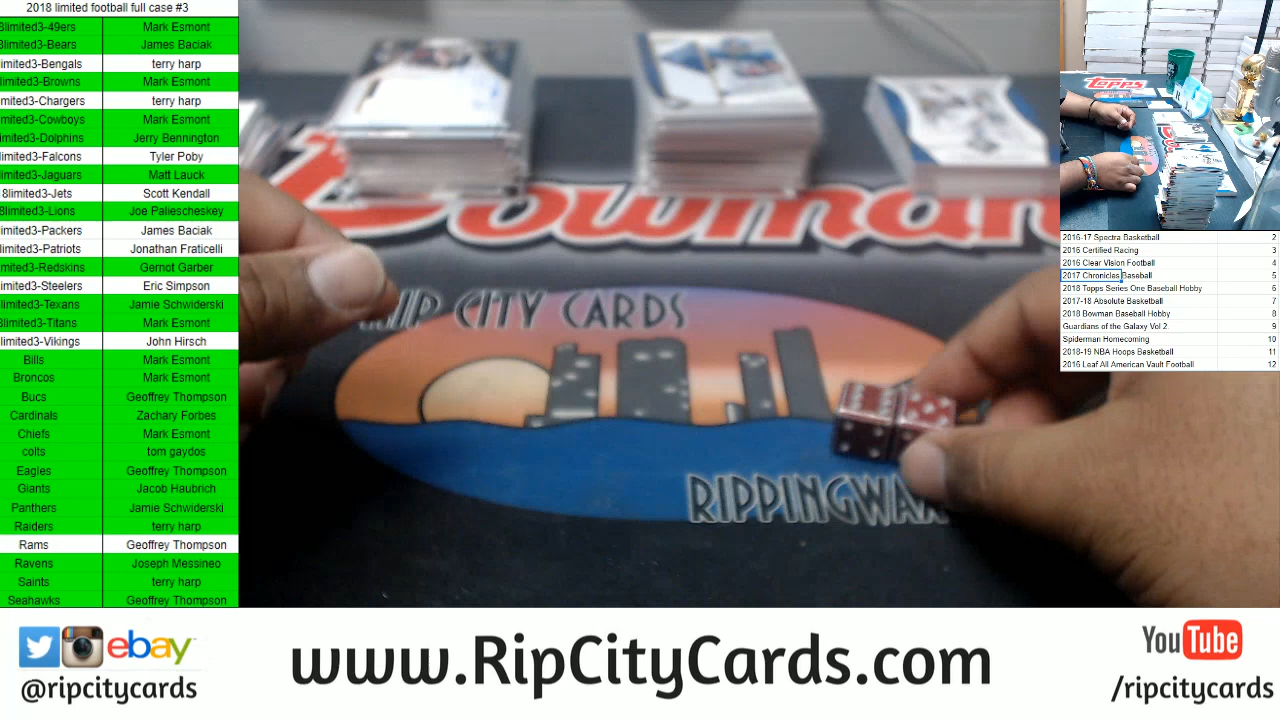 2018 limited football full case #3
8limited3-49ers Mark Esmont
8limited3-Bears James Baciak
limited3-Bengals terry harp
limited3-Browns Mark Esmont
mited3-Chargers terry harp
mited3-Cowboys Mark Esmont
mited3-Dolphins Jerry Bennington
limited3-Falcons Tyler Poby
limited3-Jaguars Matt Lauck
8limited3-Jets Scott Kendall
8limited3-Lions Joe Paliescheskey
limited3-Packers James Baciak
limited3-Patriots Jonathan Fraticelli
mited3-Redskins Gernot Garber
mited3-Steelers Eric Simpson
limited3-Texans Jamie Schwiderski
8limited3-Titans Mark Esmont
limited3-Vikings John Hirsch
Bills Mark Esmont
Broncos Mark Esmont
Bucs Geoffrey Thompson
Cardinals Zachary Forbes
Chiefs Mark Esmont
colts tom gaydos
Eagles Geoffrey Thompson
Giants Jacob Haubrich
Panthers Jamie Schwiderski
Raiders terry harp
Rams Geoffrey Thompson
Ravens Joseph Messineo
Saints terry harp
Seahawks Geoffrey Thompson
Bowman
RIP CITY CARDS
RIPPINGWAX
Topps
2016-17 Spectra Basketball 2
2016 Certified Racing 3
2016 Clear Vision Football 4
2017 Chronicles Baseball 5
2018 Topps Series One Baseball Hobby 6
2017-18 Absolute Basketball 7
2018 Bowman Baseball Hobby 8
Guardians of the Galaxy Vol 2 9
Spiderman Homecoming 10
2018-19 NBA Hoops Basketball 11
2016 Leaf All American Vault Football 12
ebay
@ripcitycards
www.RipCityCards.com
YouTube
/ripcitycards